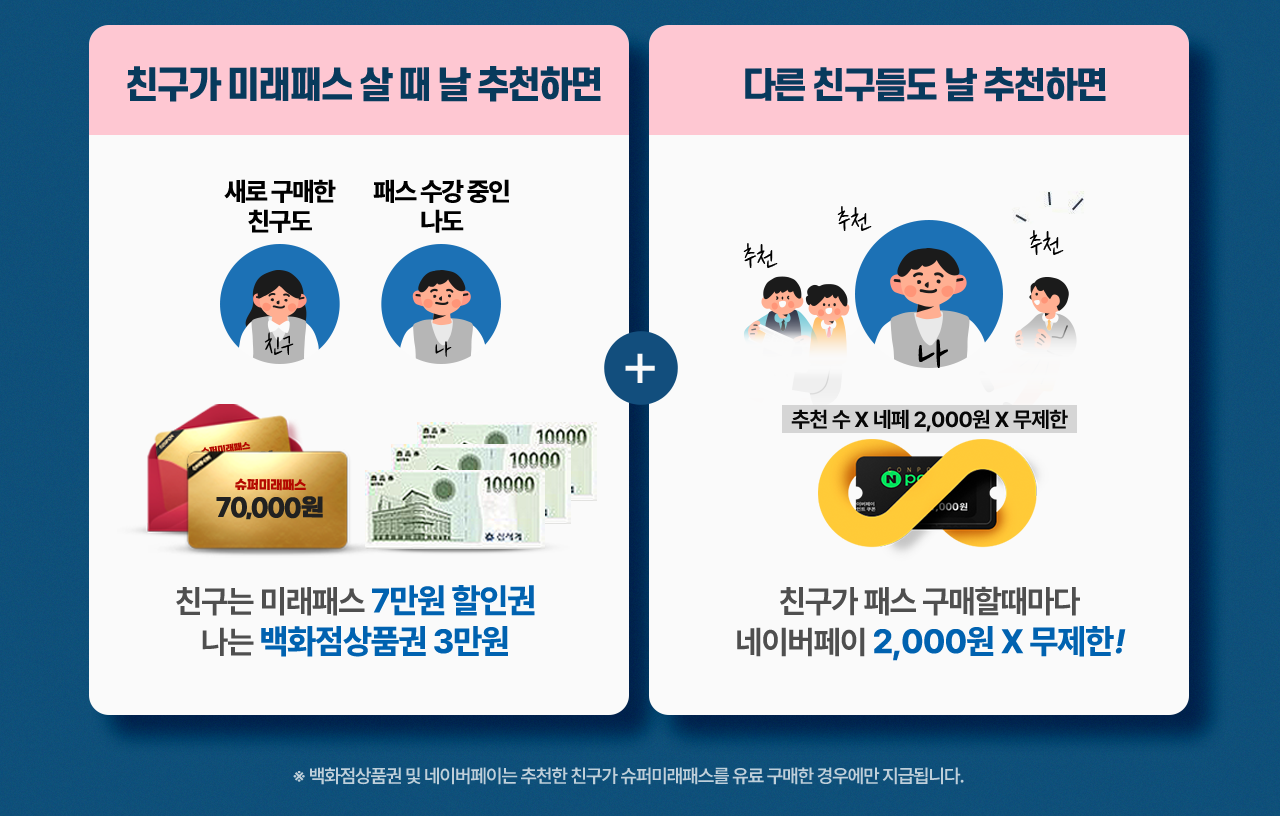 친구가 미래패스 살 때 날 추천하면
새로 구매한
친구도
패스 수강 중인
나도
친구
나
슈퍼미래패스
슈퍼미래패스
70,000원
10000
10000
10000
신세계
친구는 미래패스 7만원 할인권
나는 백화점상품권 3만원
+
다른 친구들도 날 추천하면
추천
추천
추천
나
추천 수 X 네페 2,000원 X 무제한
N
친구가 패스 구매할때마다
네이버페이 2,000원 X 무제한!
※ 백화점상품권 및 네이버페이는 추천한 친구가 슈퍼미래패스를 유료 구매한 경우에만 지급됩니다.